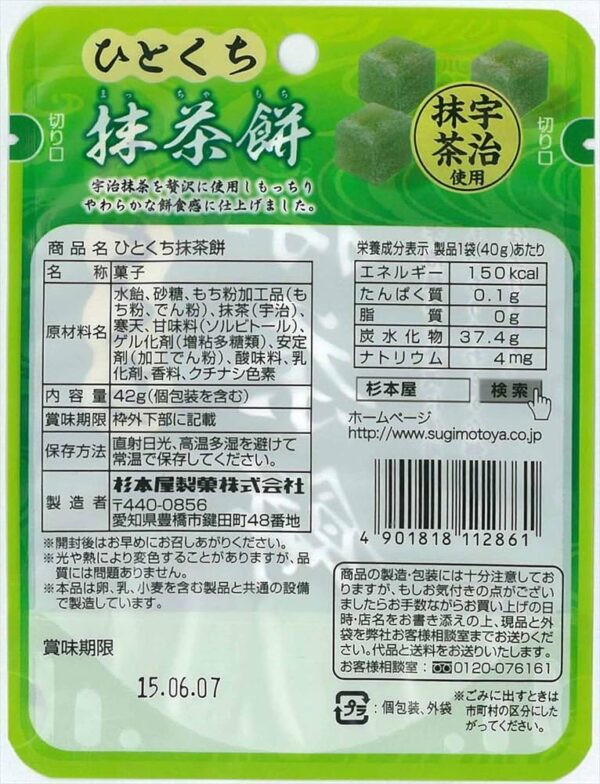 ひとくち
まっちゃもち
抹茶餅
宇治抹茶を贅沢に使用しもっちり
やわらかな餅食感に仕上げました。
切り口
宇治
抹茶
使用
切り口
商品名 ひとくち抹茶餅
名称 菓子
原材料名 水飴、砂糖、もち粉加工品(も
ち粉、でん粉)、抹茶(宇治)、
寒天、甘味料(ソルビトール)、
ゲル化剤(増粘多糖類)、安定
剤(加工でん粉)、酸味料、乳
化剤、香料、クチナシ色素
内容量 42g(個包装を含む)
賞味期限 枠外下部に記載
保存方法 直射日光、高温多湿を避けて
常温で保存してください。
製造者 杉本屋製菓株式会社
〒440-0856
愛知県豊橋市鍵田町48番地
※開封後はお早めにお召しあがりください。
※光や熱により変色することがありますが、品
質には問題ありません。
※本品は卵、乳、小麦を含む製品と共通の設備
で製造しています。
賞味期限
15.06.07
栄養成分表示 製品1袋(40g)あたり
エネルギー 150kcal
たんぱく質 0.1g
脂質 0g
炭水化物 37.4g
ナトリウム 4mg
杉本屋 検索
ホームページ
http://www.sugimotoya.co.jp
4 901818 112861
商品の製造・包装には十分注意してお
りますが、もしお気付きの点がござい
ましたらお手数ながらお買い上げの日
時・店名をお書き添えの上、現品と外
袋を弊社お客様相談室までお送りくだ
さい。代品と送料をお送りいたします。
お客様相談室:0120-076161
プラ :個包装、外袋
※ごみに出すときは
市町村の区分にした
がってください。